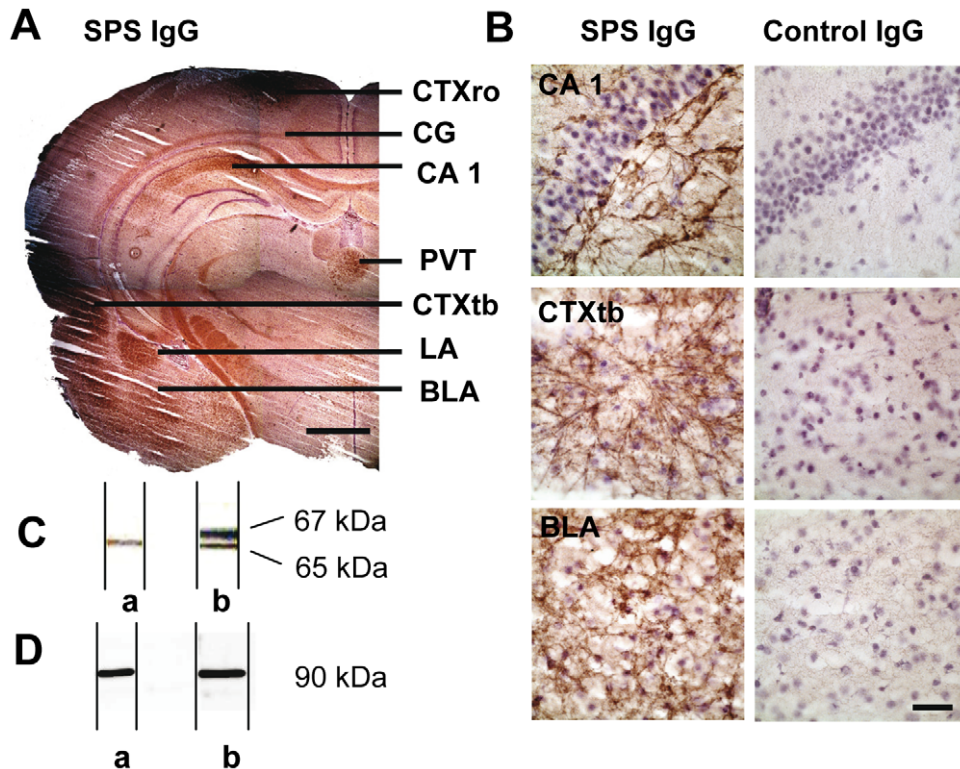 A
SPS IgG
CTXro
CG
CA 1
PVT
CTXtb
LA
BLA
B
SPS IgG
Control IgG
CA 1
CTXtb
BLA
C
67 kDa
65 kDa
a
b
D
90 kDa
a
b